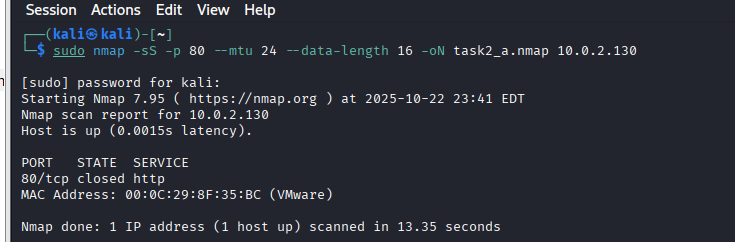 Session Actions Edit View Help
┌──(kali㉿kali)-[~]
└─$ sudo nmap -sS -p 80 --mtu 24 --data-length 16 -oN task2_a.nmap 10.0.2.130
[sudo] password for kali:
Starting Nmap 7.95 ( https://nmap.org ) at 2025-10-22 23:41 EDT
Nmap scan report for 10.0.2.130
Host is up (0.0015s latency).
PORT   STATE  SERVICE
80/tcp closed http
MAC Address: 00:0C:29:8F:35:BC (VMware)
Nmap done: 1 IP address (1 host up) scanned in 13.35 seconds